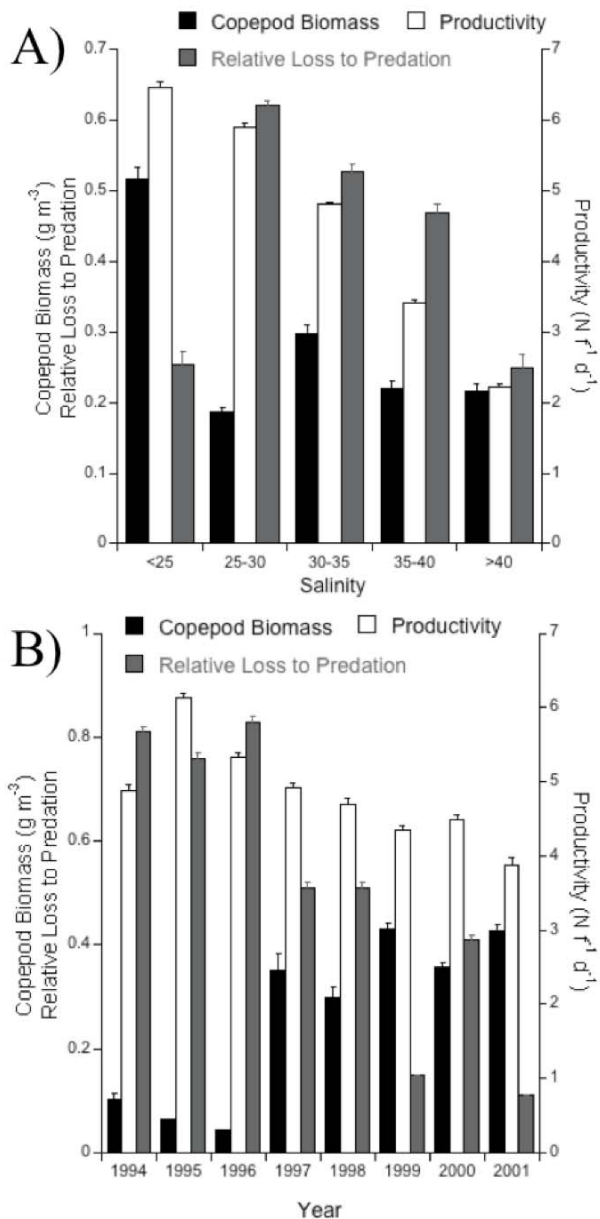 A)
Copepod Biomass
Productivity
Relative Loss to Predation
0.7
0.6
0.5
0.4
0.3
0.2
0.1
0
Copepod Biomass (g m-3)
Relative Loss to Predation
7
6
5
4
3
2
1
0
Productivity (N f-1 d-1)
<25 25-30 30-35 35-40 >40
Salinity
B)
Copepod Biomass
Productivity
Relative Loss to Predation
1
0.8
0.6
0.4
0.2
0
Copepod Biomass (g m-3)
Relative Loss to Predation
7
6
5
4
3
2
1
0
Productivity (N f-1 d-1)
1994 1995 1996 1997 1998 1999 2000 2001
Year